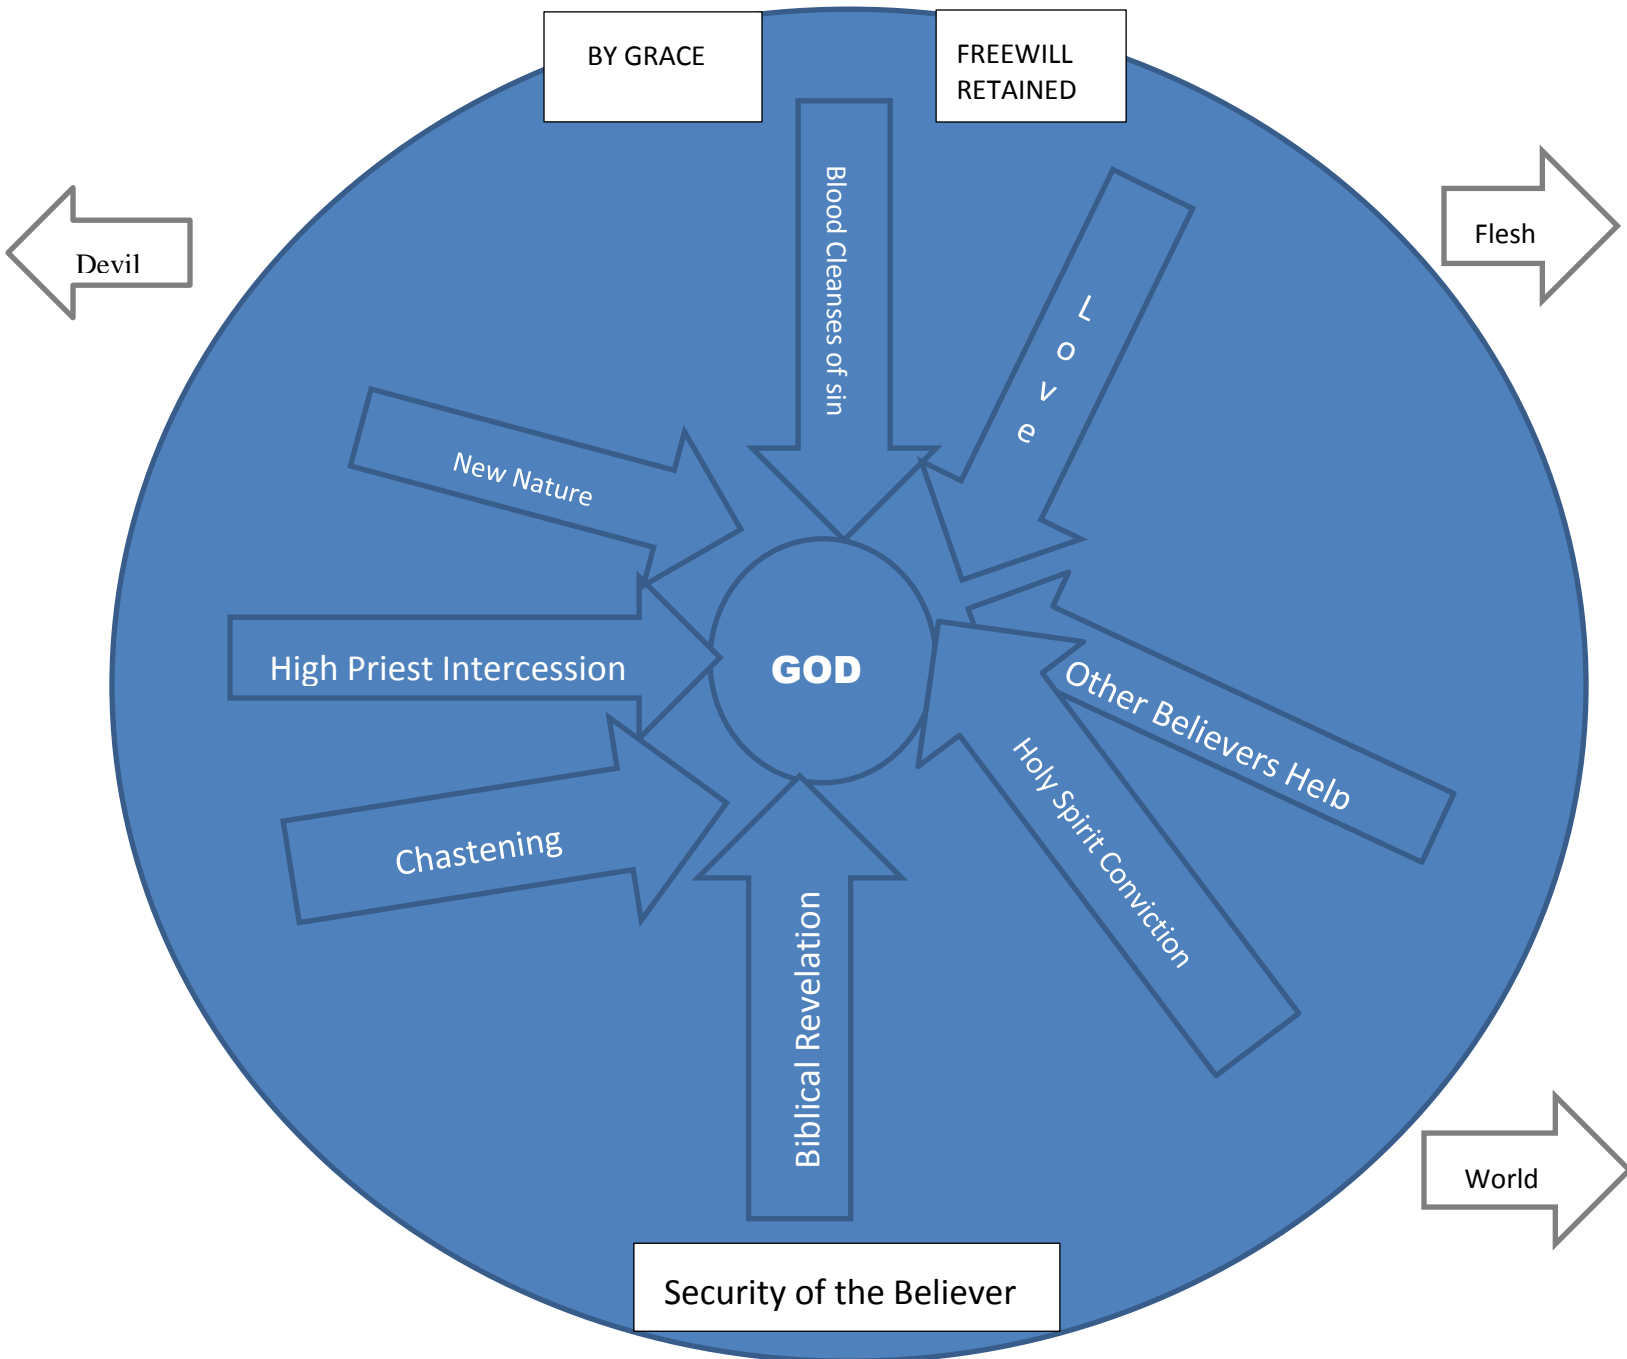 BY GRACE
FREEWILL
RETAINED
Devil
Flesh
Blood Cleanses of sin
Love
New Nature
High Priest Intercession
GOD
Other Believers Help
Chastening
Holy Spirit Conviction
Biblical Revelation
World
Security of the Believer